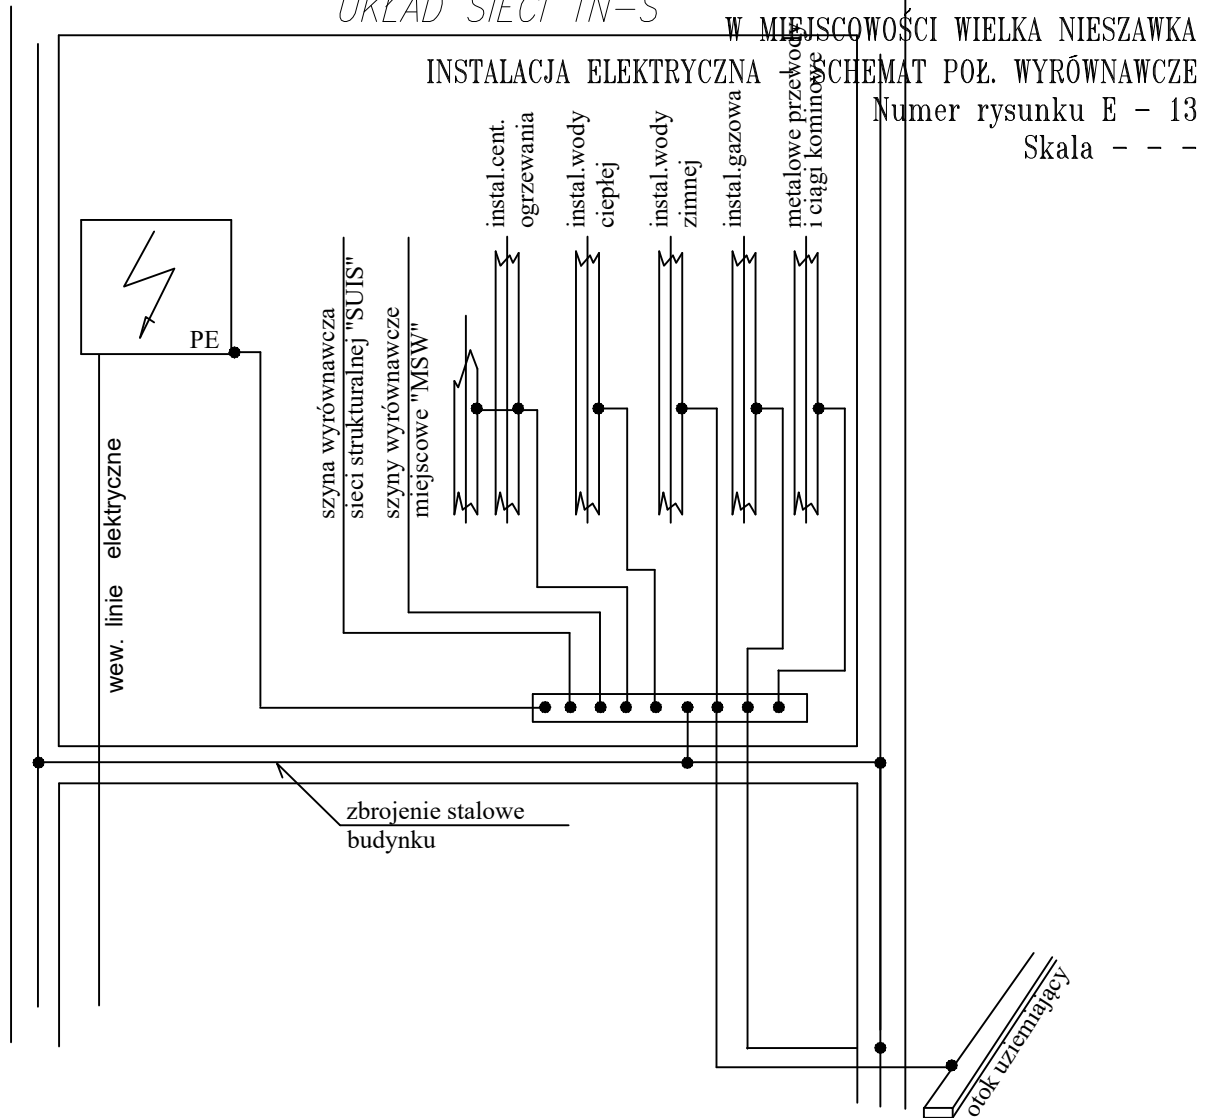 UKŁAD SIECI TN-S
W MIEJSCOWOŚCI WIELKA NIESZAWKA
INSTALACJA ELEKTRYCZNA - SCHEMAT POŁ. WYRÓWNAWCZE
Numer rysunku E - 13
Skala - - -
instal.cent.
ogrzewania
instal.wody
ciepłej
instal.wody
zimnej
instal.gazowa
metalowe przewody
i ciągi kominowe
PE
szyna wyrównawcza
sieci strukturalnej "SUIS"
szyny wyrównawcze
miejscowe "MSW"
wew. linie elektryczne
zbrojenie stalowe
budynku
otok uziemiający